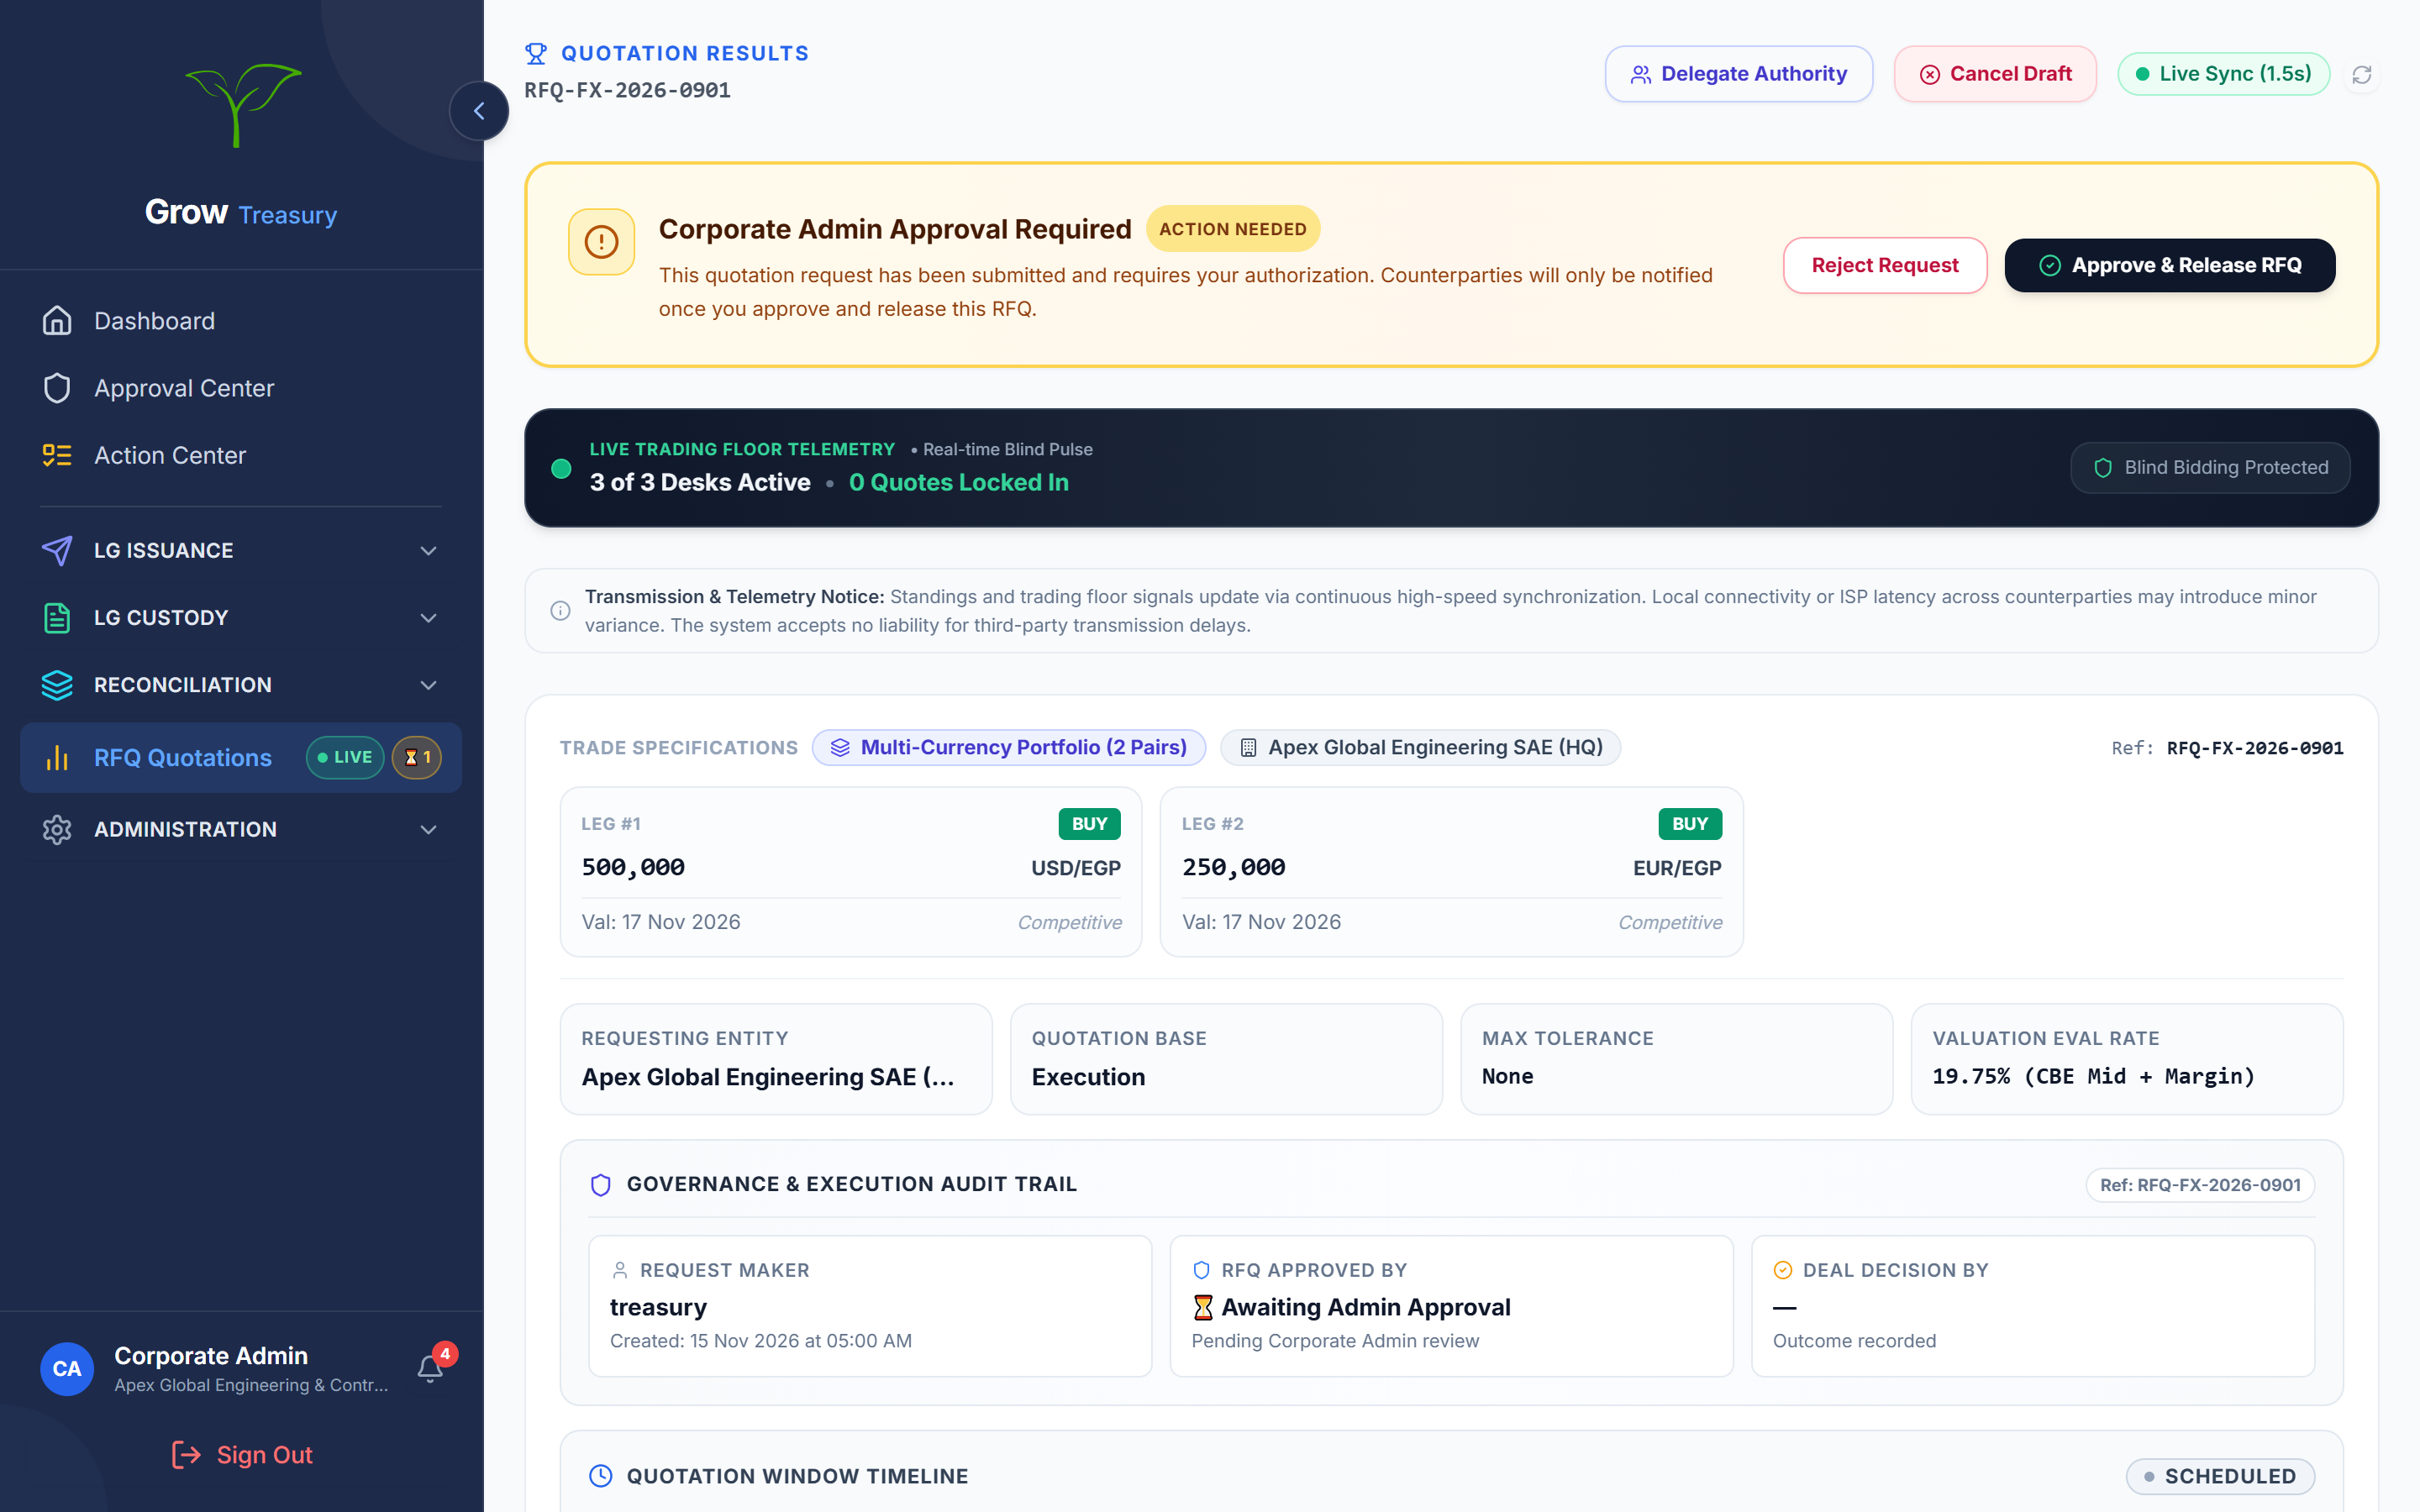 Grow Treasury
Dashboard
Approval Center
Action Center
LG ISSUANCE
LG CUSTODY
RECONCILIATION
RFQ Quotations LIVE ⏳ 1
ADMINISTRATION
CA
Corporate Admin
Apex Global Engineering & Contr...
4
Sign Out
QUOTATION RESULTS
RFQ-FX-2026-0901
Delegate Authority
Cancel Draft
Live Sync (1.5s)
Corporate Admin Approval Required ACTION NEEDED
This quotation request has been submitted and requires your authorization. Counterparties will only be notified
once you approve and release this RFQ.
Reject Request
Approve & Release RFQ
LIVE TRADING FLOOR TELEMETRY • Real-time Blind Pulse
3 of 3 Desks Active • 0 Quotes Locked In
Blind Bidding Protected
Transmission & Telemetry Notice: Standings and trading floor signals update via continuous high-speed synchronization. Local connectivity or ISP latency across counterparties may introduce minor
variance. The system accepts no liability for third-party transmission delays.
TRADE SPECIFICATIONS Multi-Currency Portfolio (2 Pairs) Apex Global Engineering SAE (HQ) Ref: RFQ-FX-2026-0901
LEG #1 BUY
500,000 USD/EGP
Val: 17 Nov 2026 Competitive
LEG #2 BUY
250,000 EUR/EGP
Val: 17 Nov 2026 Competitive
REQUESTING ENTITY
Apex Global Engineering SAE (...
QUOTATION BASE
Execution
MAX TOLERANCE
None
VALUATION EVAL RATE
19.75% (CBE Mid + Margin)
GOVERNANCE & EXECUTION AUDIT TRAIL Ref: RFQ-FX-2026-0901
REQUEST MAKER
treasury
Created: 15 Nov 2026 at 05:00 AM
RFQ APPROVED BY
⏳ Awaiting Admin Approval
Pending Corporate Admin review
DEAL DECISION BY
—
Outcome recorded
QUOTATION WINDOW TIMELINE SCHEDULED